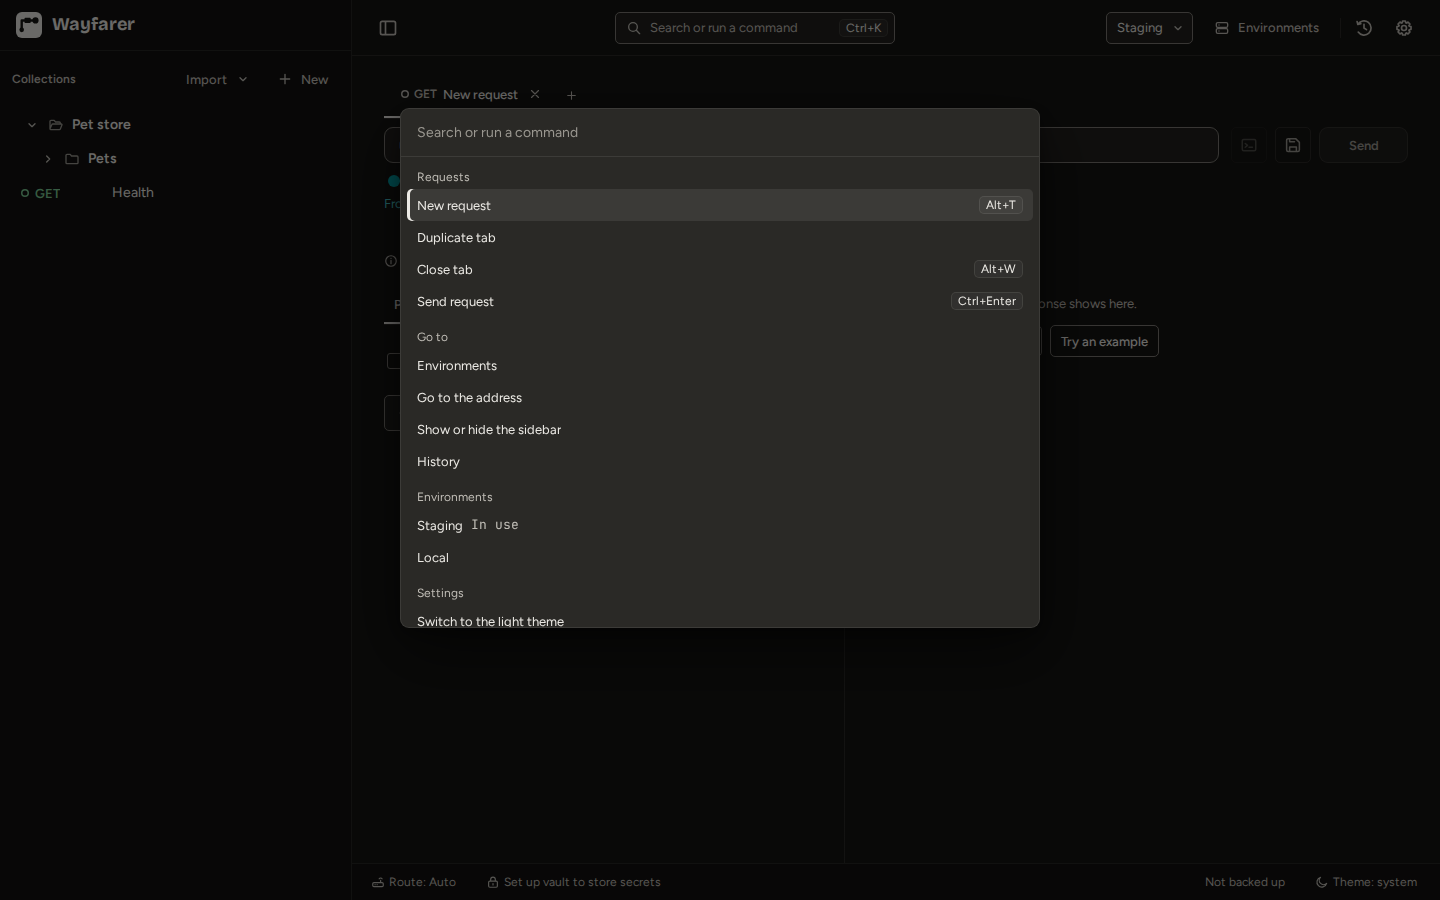 Wayfarer
Search or run a command Ctrl+K
Staging
Environments
Collections
Import
New
GET New request
Pet store
Pets
GET Health
Send
Search or run a command
Requests
New request Alt+T
Duplicate tab
Close tab Alt+W
Send request Ctrl+Enter
Go to
Environments
Go to the address
Show or hide the sidebar
History
Environments
Staging In use
Local
Settings
Switch to the light theme
shows here.
Try an example
Route: Auto
Set up vault to store secrets
Not backed up
Theme: system